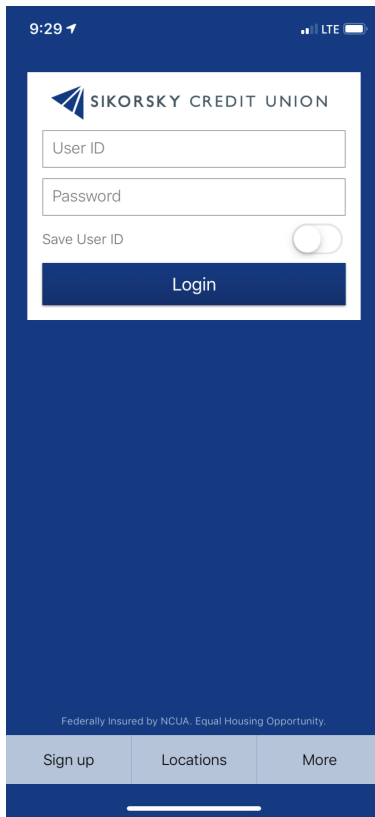 9:29
LTE
SIKORSKY CREDIT UNION
User ID
Password
Save User ID
Login
Federally Insured by NCUA. Equal Housing Opportunity.
Sign up
Locations
More